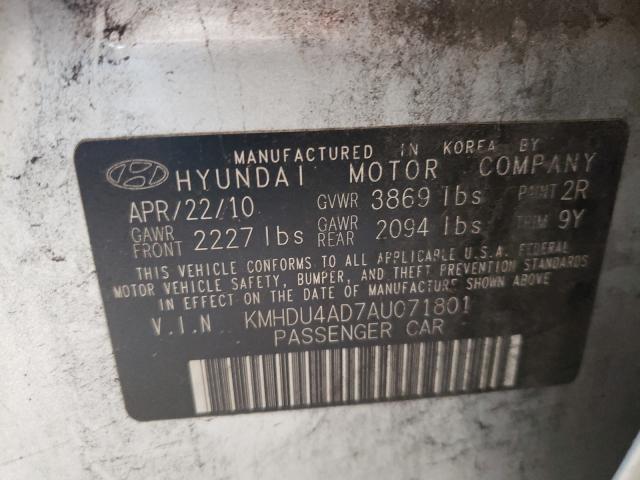 MANUFACTURED IN KOREA BY
HYUNDAI MOTOR COMPANY
APR/22/10 GVWR 3869 lbs PAINT 2R
GAWR FRONT 2227 lbs GAWR REAR 2094 lbs TRIM 9Y
THIS VEHICLE CONFORMS TO ALL APPLICABLE U.S.A. FEDERAL
MOTOR VEHICLE SAFETY, BUMPER, AND THEFT PREVENTION STANDARDS
IN EFFECT ON THE DATE OF MANUFACTURE SHOWN ABOVE
V.I.N KMHDU4AD7AU071801
PASSENGER CAR